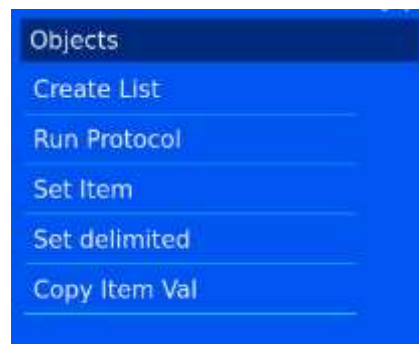 Objects
Create List
Run Protocol
Set Item
Set delimited
Copy Item Val